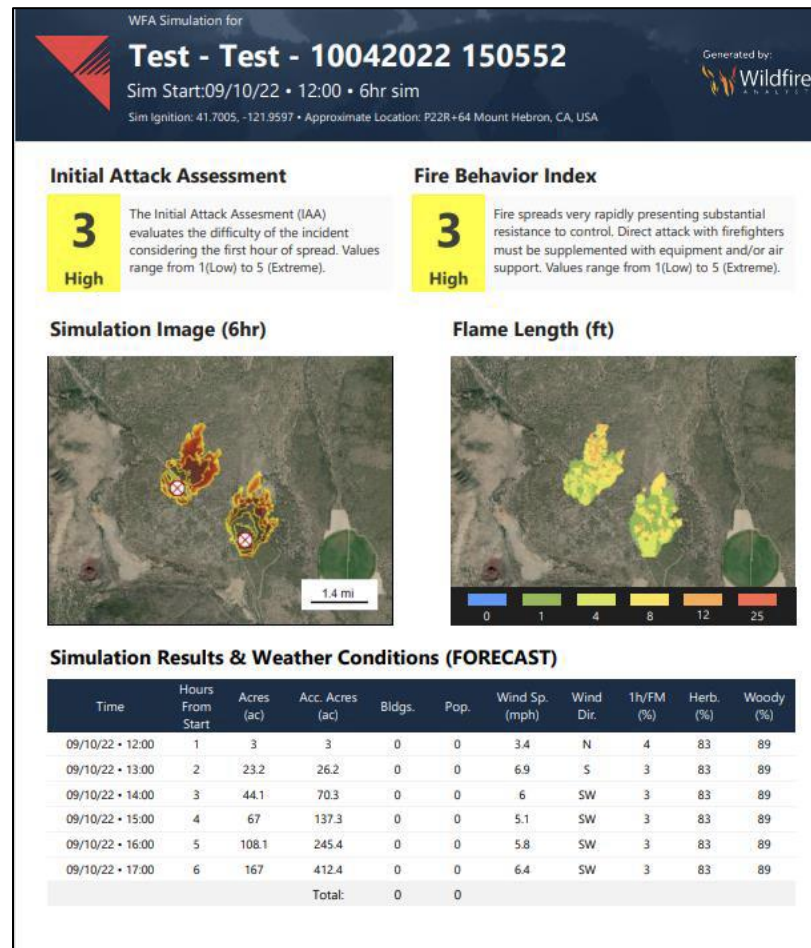 WFA Simulation for
Test - Test - 10042022 150552
Sim Start:09/10/22 • 12:00 • 6hr sim
Sim Ignition: 41.7005, -121.9597 • Approximate Location: P22R+64 Mount Hebron, CA, USA
Generated by:
Wildfire
ANALYST
Initial Attack Assessment
3
High
The Initial Attack Assesment (IAA)
evaluates the difficulty of the incident
considering the first hour of spread. Values
range from 1(Low) to 5 (Extreme).
Fire Behavior Index
3
High
Fire spreads very rapidly presenting substantial
resistance to control. Direct attack with firefighters
must be supplemented with equipment and/or air
support. Values range from 1(Low) to 5 (Extreme).
Simulation Image (6hr)
1.4 mi
Flame Length (ft)
0 1 4 8 12 25
Simulation Results & Weather Conditions (FORECAST)
Time Hours From Start Acres (ac) Acc. Acres (ac) Bldgs. Pop. Wind Sp. (mph) Wind Dir. 1h/FM (%) Herb. (%) Woody (%)
09/10/22 • 12:00 1 3 3 0 0 3.4 N 4 83 89
09/10/22 • 13:00 2 23.2 26.2 0 0 6.9 S 3 83 89
09/10/22 • 14:00 3 44.1 70.3 0 0 6 SW 3 83 89
09/10/22 • 15:00 4 67 137.3 0 0 5.1 SW 3 83 89
09/10/22 • 16:00 5 108.1 245.4 0 0 5.8 SW 3 83 89
09/10/22 • 17:00 6 167 412.4 0 0 6.4 SW 3 83 89
Total: 0 0